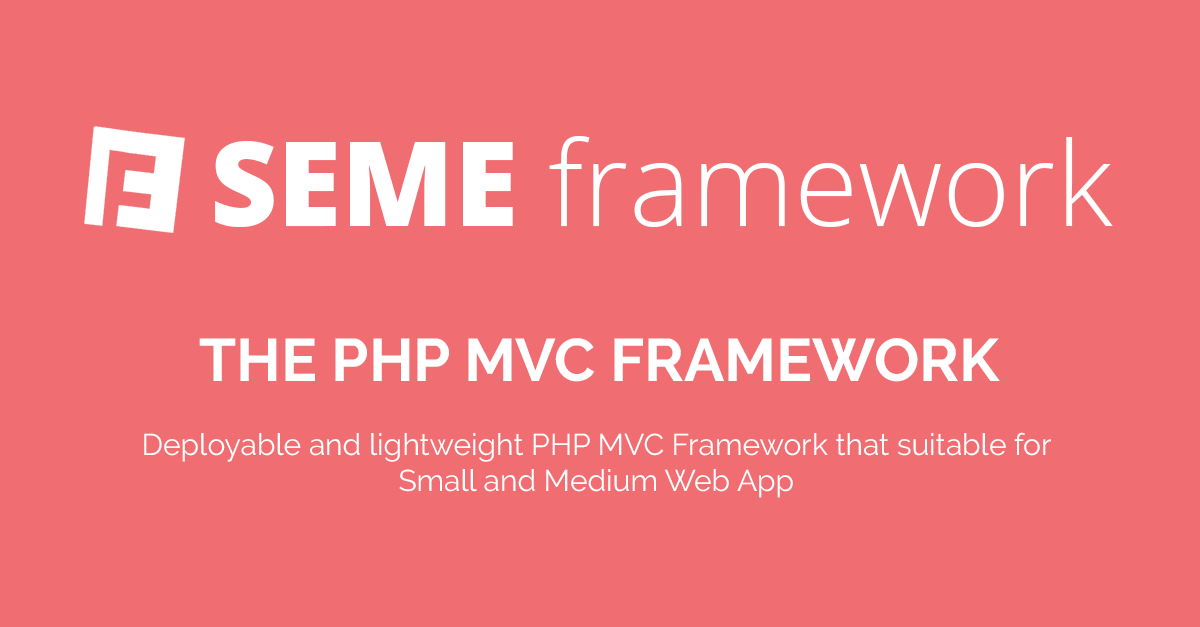 SEME framework
THE PHP MVC FRAMEWORK
Deployable and lightweight PHP MVC Framework that suitable for
Small and Medium Web App